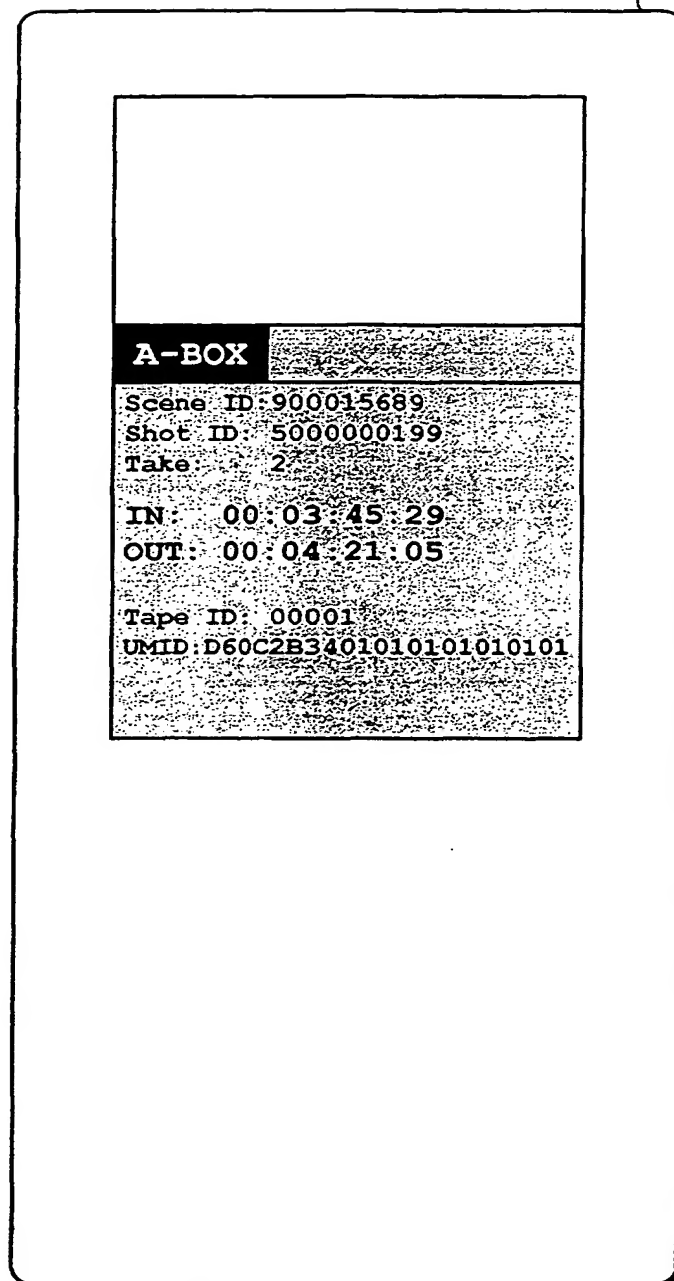 A-BOX
Scene ID:900015689
Shot ID: 5000000199
Take: 2
IN: 00:03:45:29
OUT: 00:04:21:05
Tape ID: 00001
UMID:D60C2B3401010101010101